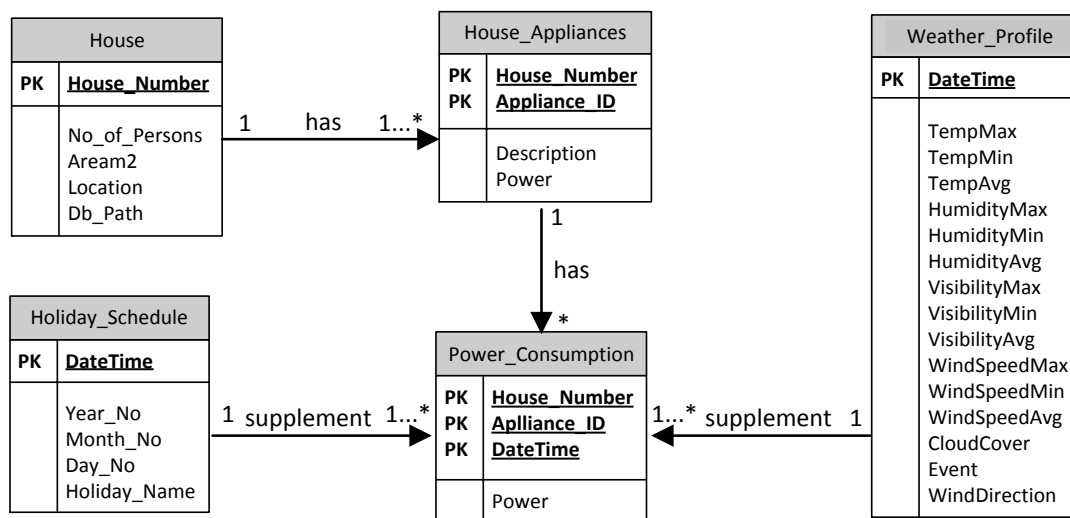 House
PK House_Number
No_of_Persons
Aream2
Location
Db_Path
1 has 1...*
House_Appliances
PK House_Number
PK Appliance_ID
Description
Power
1
has
*
Weather_Profile
PK DateTime
TempMax
TempMin
TempAvg
HumidityMax
HumidityMin
HumidityAvg
VisibilityMax
VisibilityMin
VisibilityAvg
WindSpeedMax
WindSpeedMin
WindSpeedAvg
CloudCover
Event
WindDirection
Holiday_Schedule
PK DateTime
Year_No
Month_No
Day_No
Holiday_Name
1 supplement 1...*
Power_Consumption
PK House_Number
PK Aplliance_ID
PK DateTime
Power
1...* supplement 1